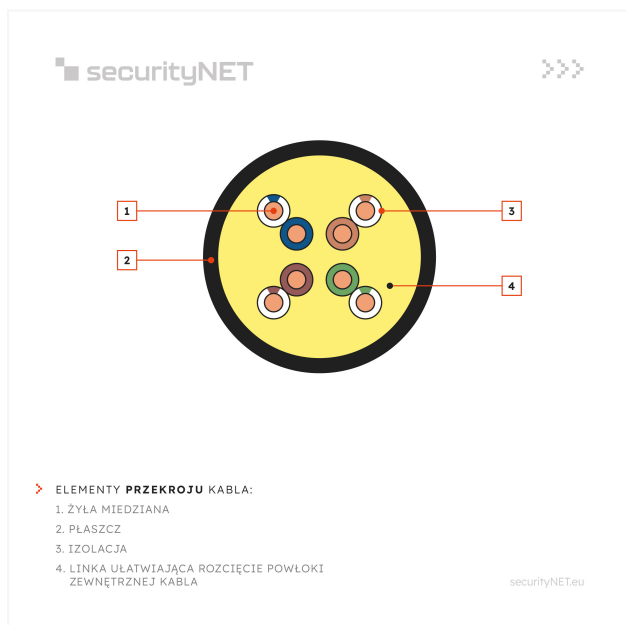 securityNET
1
3
2
4
ELEMENTY PRZEKROJU KABLA:
1. ŻYŁA MIEDZIANA
2. PŁASZCZ
3. IZOLACJA
4. LINKA UŁATWIAJĄCA ROZCIĘCIE POWŁOKI
ZEWNĘTRZNEJ KABLA
securityNET.eu